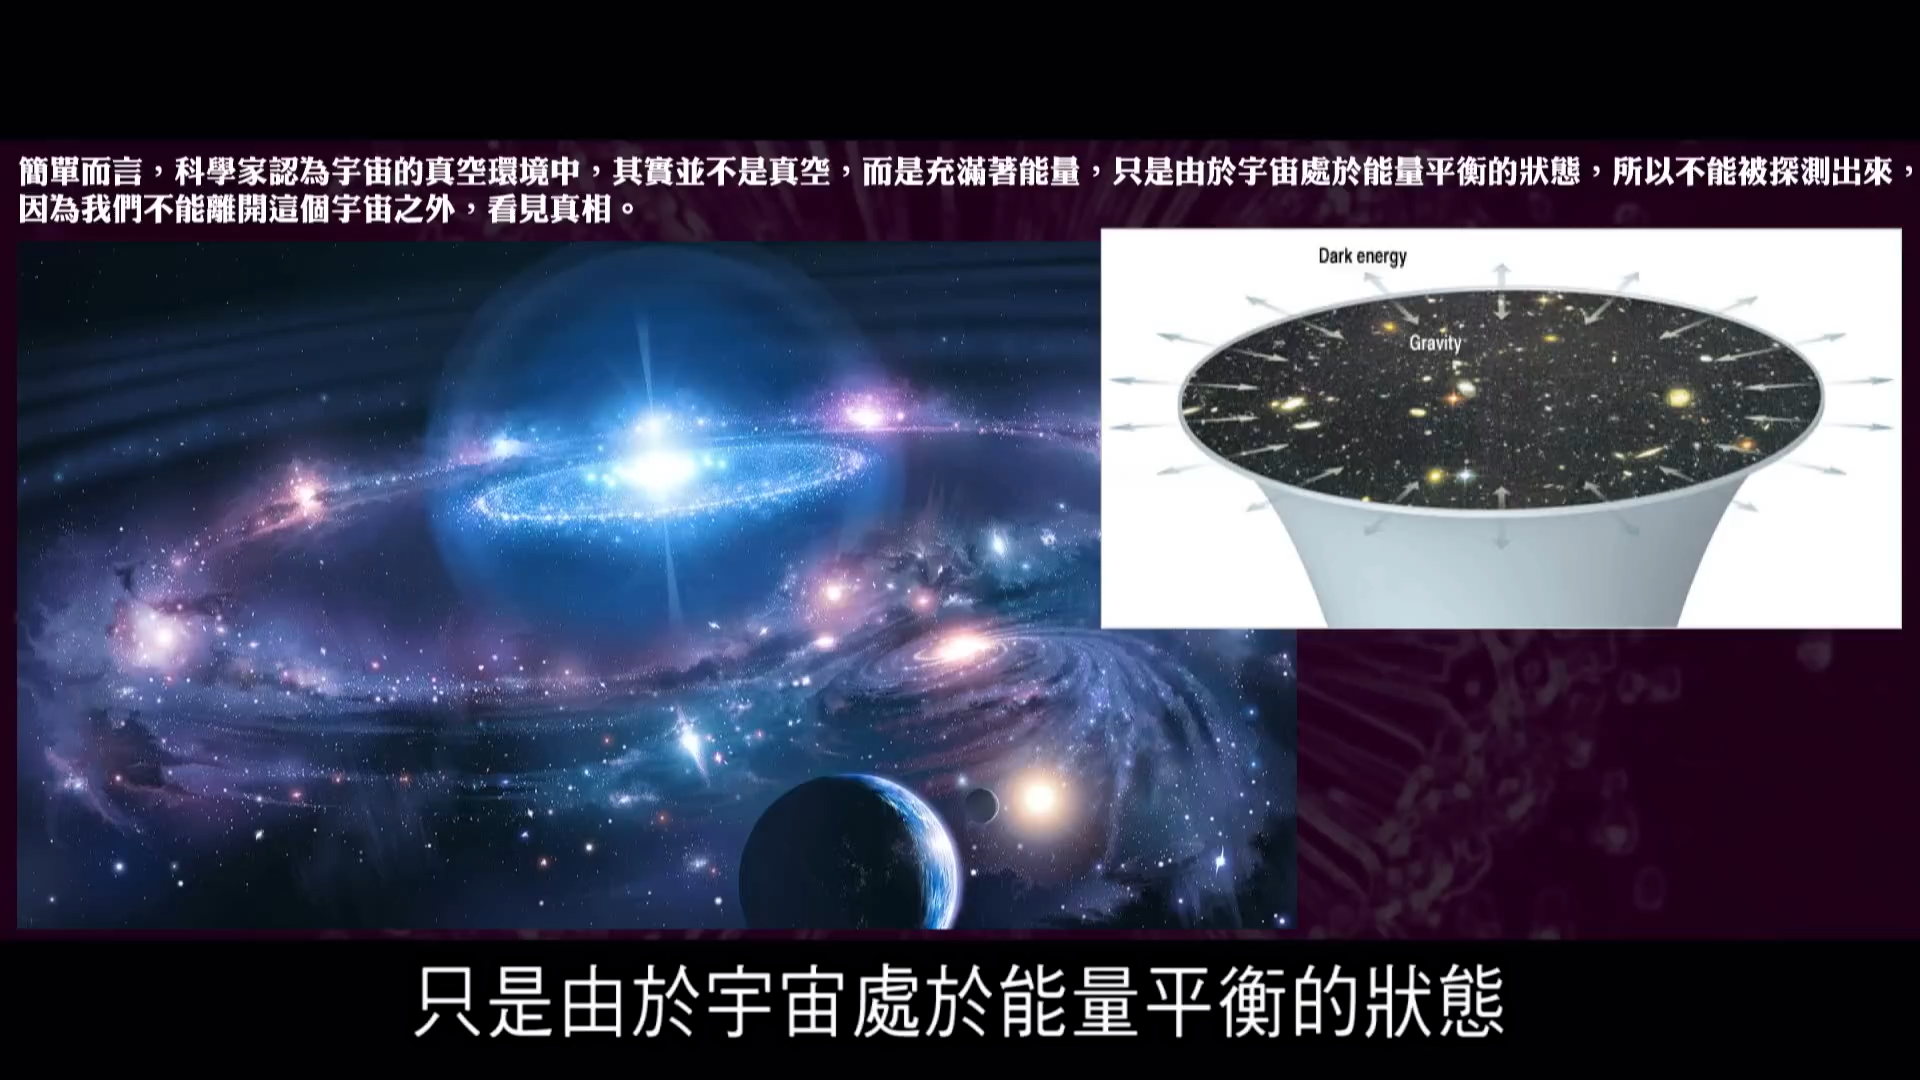 簡單而言，科學家認為宇宙的真空環境中，其實並不是真空，而是充滿著能量，只是由於宇宙處於能量平衡的狀態，所以不能被探測出來，
因為我們不能離開這個宇宙之外，看見真相。
Dark energy
Gravity
只是由於宇宙處於能量平衡的狀態